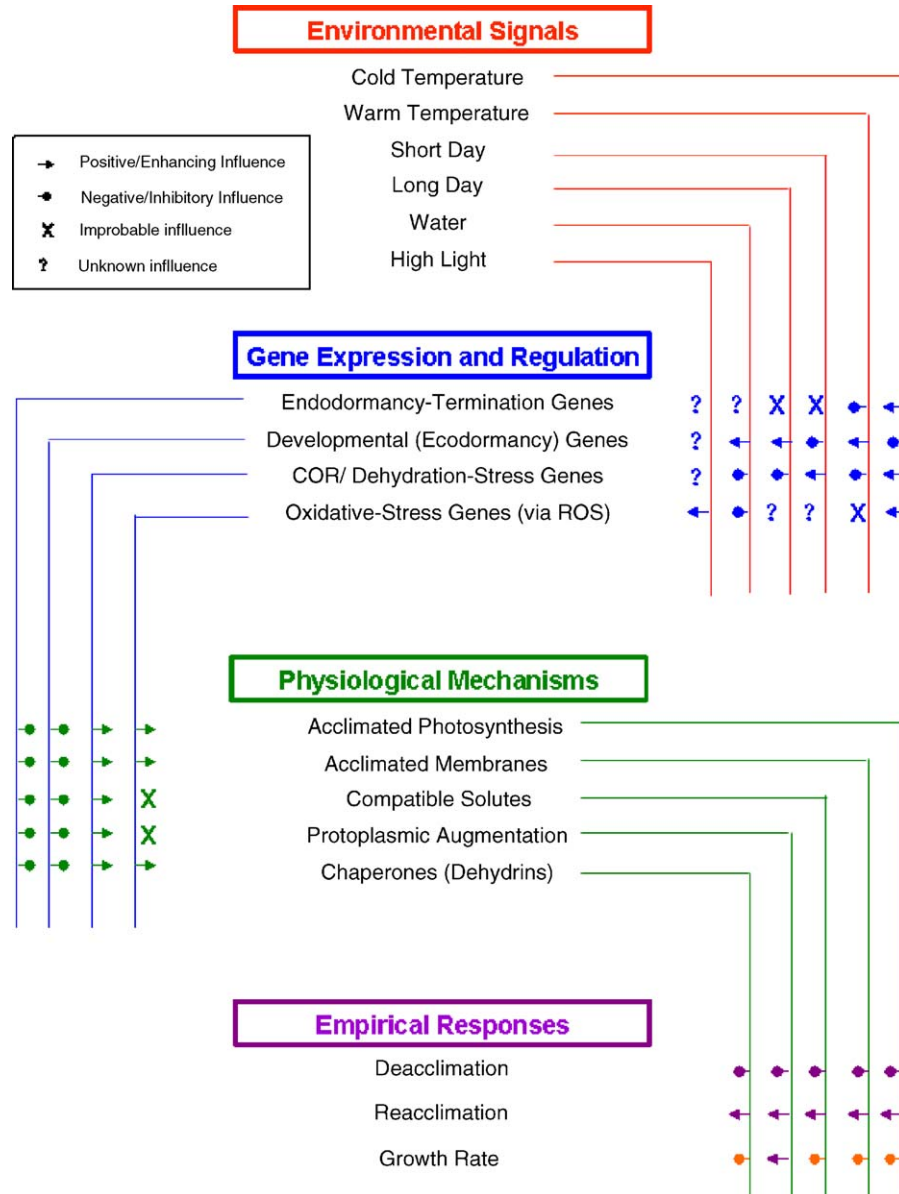 Environmental Signals
Cold Temperature
Warm Temperature
Short Day
Long Day
Water
High Light
Positive/Enhancing Influence
Negative/Inhibitory Influence
X Improbable inflluence
? Unknown inflluence
Gene Expression and Regulation
Endodormancy-Termination Genes ? ? X X
Developmental (Ecodormancy) Genes ?
COR/ Dehydration-Stress Genes ?
Oxidative-Stress Genes (via ROS) ? ? X
Physiological Mechanisms
Acclimated Photosynthesis
Acclimated Membranes
X Compatible Solutes
X Protoplasmic Augmentation
Chaperones (Dehydrins)
Empirical Responses
Deacclimation
Reacclimation
Growth Rate